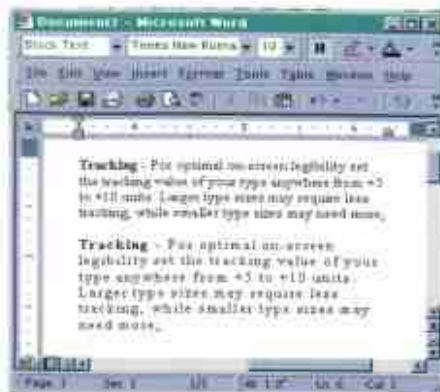 Document1 - Microsoft Word
Times New Roma 10
File Edit View Insert Format Tools Table Window Help
Tracking - For optimal on-screen legibility set
the tracking value of your type anywhere from +5
to +10 units. Larger type sizes may require less
tracking, while smaller type sizes may need more.
Tracking - For optimal on-screen
legibility set the tracking value of your
type anywhere from +5 to +10 units.
Larger type sizes may require less
tracking, while smaller type sizes may
need more.
Page 1 Sec 1 1/1